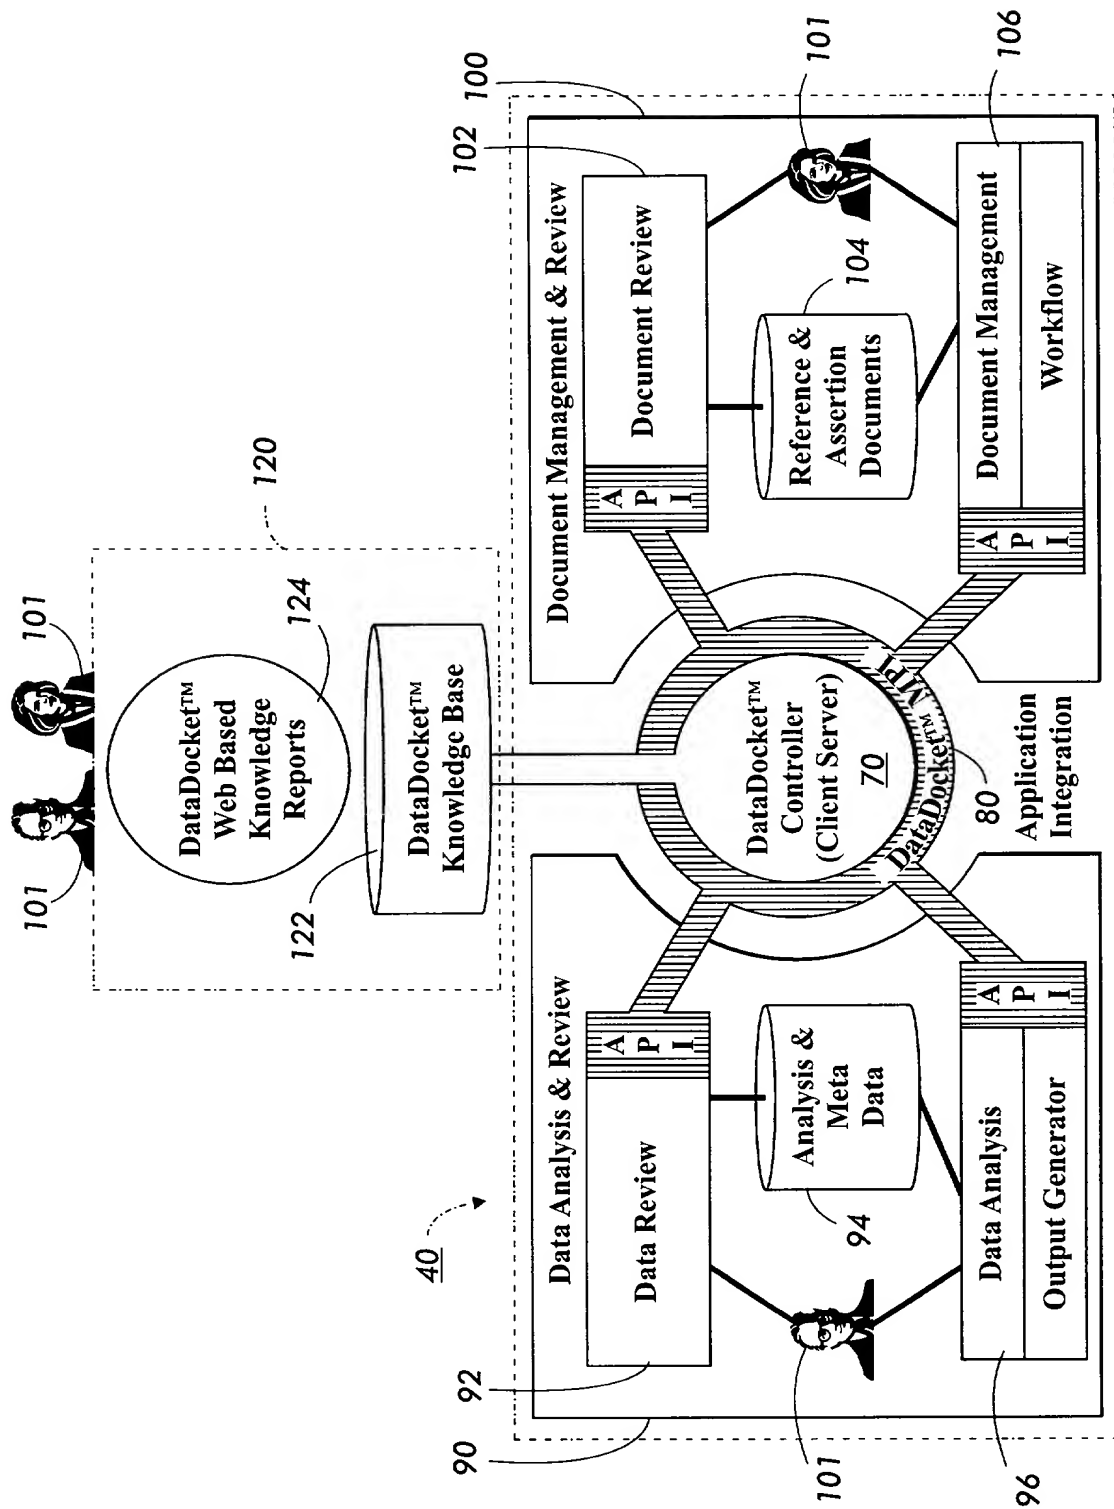 101
101
120
DataDocket™
Web Based
Knowledge
Reports
124
122
DataDocket™
Knowledge Base
40
90
92
Data Analysis & Review
Data Review
A
P
I
Analysis &
Meta
Data
94
101
96
Data Analysis
Output Generator
A
P
I
DataDocket™
Controller
(Client Server)
70
DataDocket™ MPI
80
Application
Integration
100
102
Document Management & Review
A
P
I
Document Review
Reference &
Assertion
Documents
104
101
106
A
P
I
Document Management
Workflow